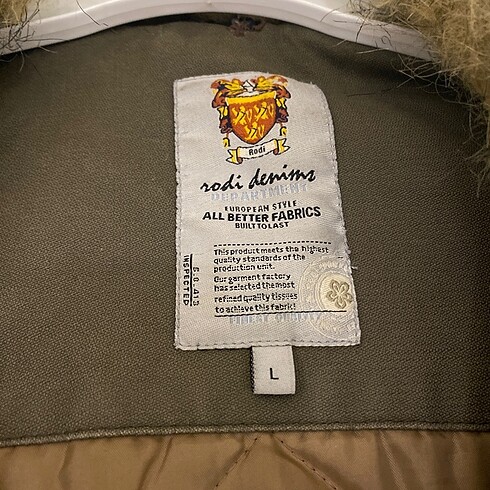 Rodi
rodi denims
DEPARTMENT
EUROPEAN STYLE
ALL BETTER FABRICS
BUILT TO LAST
This product meets the highest
quality standards of the
production unit.
Our garment factory
has selected the most
refined quality tissues
to achieve this fabric!
INSPECTED
L